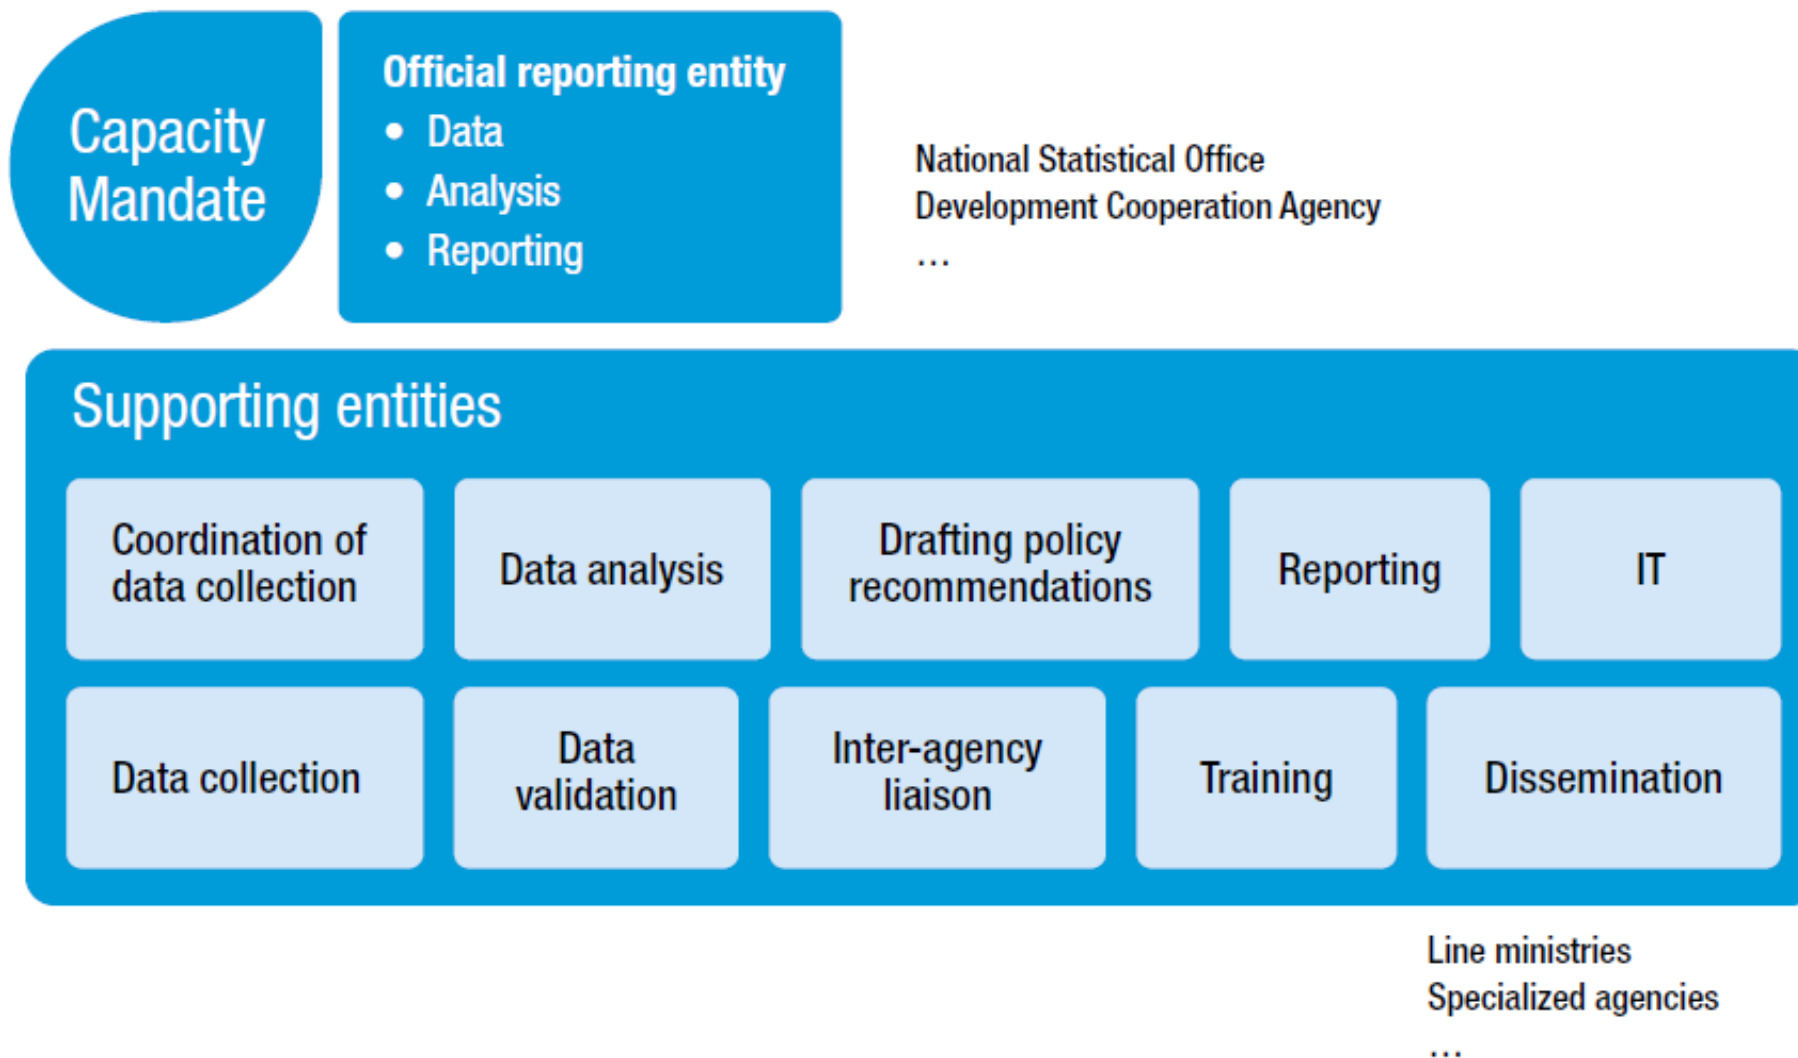 Capacity
Mandate
Official reporting entity
• Data
• Analysis
• Reporting
National Statistical Office
Development Cooperation Agency
…
Supporting entities
Coordination of
data collection
Data analysis
Drafting policy
recommendations
Reporting
IT
Data collection
Data
validation
Inter-agency
liaison
Training
Dissemination
Line ministries
Specialized agencies
…